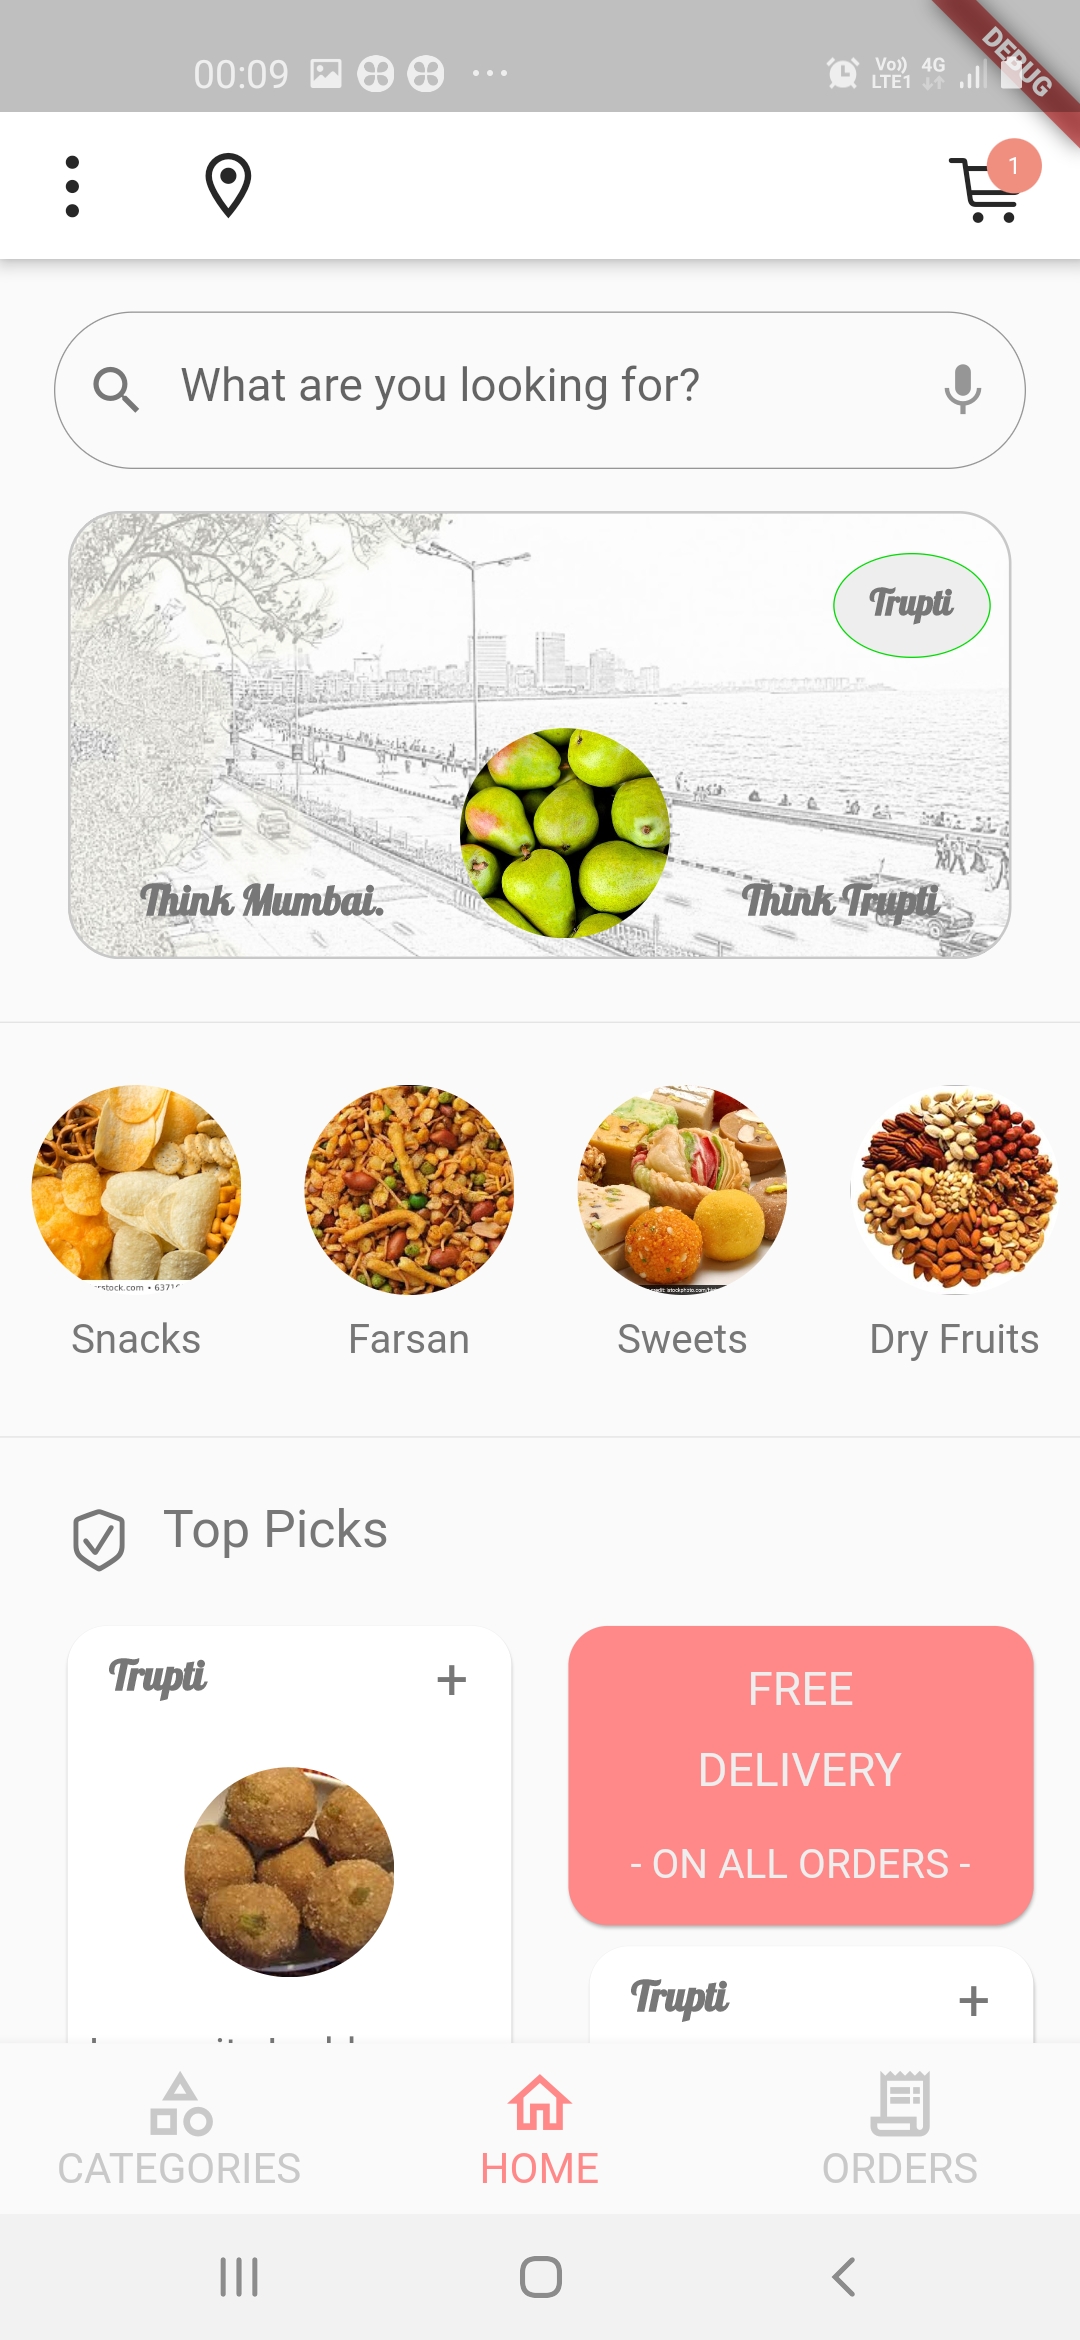 00:09
Vo))
LTE1
4G
DEBUG
1
What are you looking for?
Trupti
Think Mumbai.
Think Trupti
Snacks
Farsan
Sweets
Dry Fruits
Top Picks
Trupti
FREE
DELIVERY
- ON ALL ORDERS -
Trupti
CATEGORIES
HOME
ORDERS